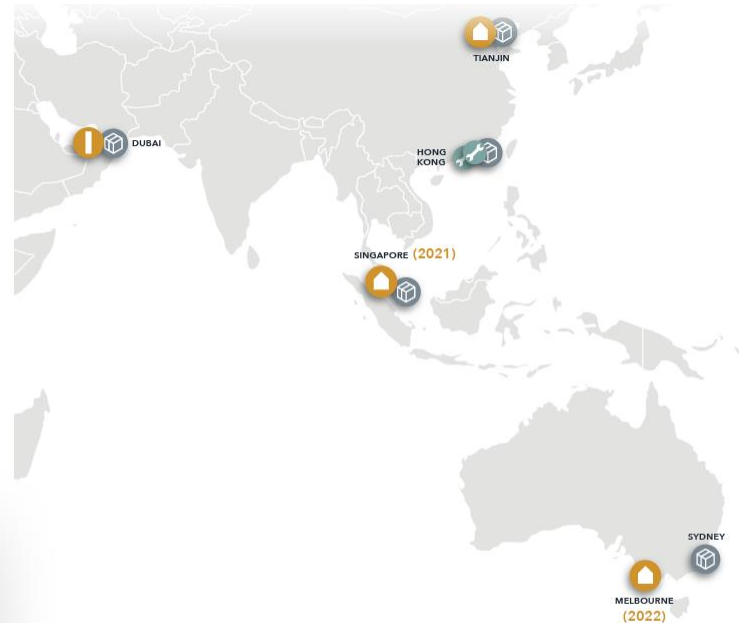 TIANJIN
DUBAI
HONG
KONG
SINGAPORE (2021)
SYDNEY
MELBOURNE
(2022)